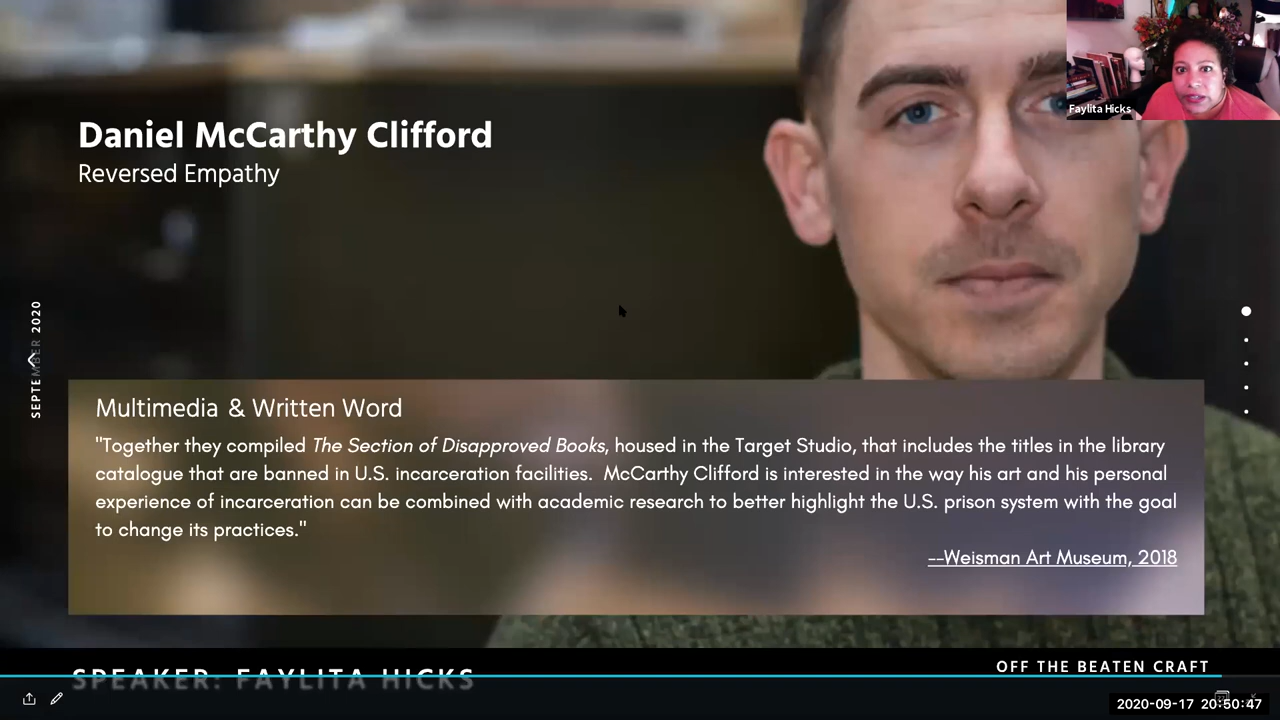 Faylita Hicks
Daniel McCarthy Clifford
Reversed Empathy
SEPTEMBER 2020
Multimedia & Written Word
"Together they compiled The Section of Disapproved Books, housed in the Target Studio, that includes the titles in the library
catalogue that are banned in U.S. incarceration facilities.  McCarthy Clifford is interested in the way his art and his personal
experience of incarceration can be combined with academic research to better highlight the U.S. prison system with the goal
to change its practices."
--Weisman Art Museum, 2018
SPEAKER: FAYLITA HICKS
OFF THE BEATEN CRAFT
2020-09-17 20:50:47